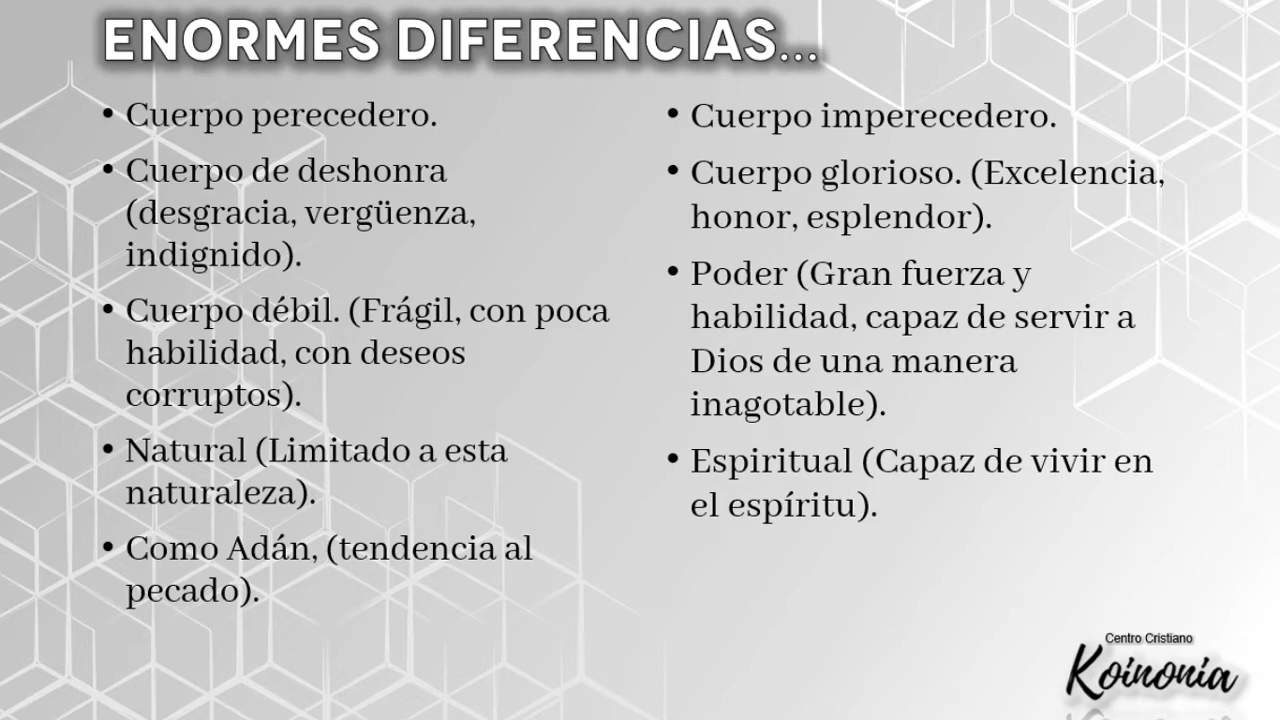 ENORMES DIFERENCIAS...
• Cuerpo perecedero.
• Cuerpo de deshonra
(desgracia, vergüenza,
indignido).
• Cuerpo débil. (Frágil, con poca
habilidad, con deseos
corruptos).
• Natural (Limitado a esta
naturaleza).
• Como Adán, (tendencia al
pecado).
• Cuerpo imperecedero.
• Cuerpo glorioso. (Excelencia,
honor, esplendor).
• Poder (Gran fuerza y
habilidad, capaz de servir a
Dios de una manera
inagotable).
• Espiritual (Capaz de vivir en
el espíritu).
Centro Cristiano
Koinonia